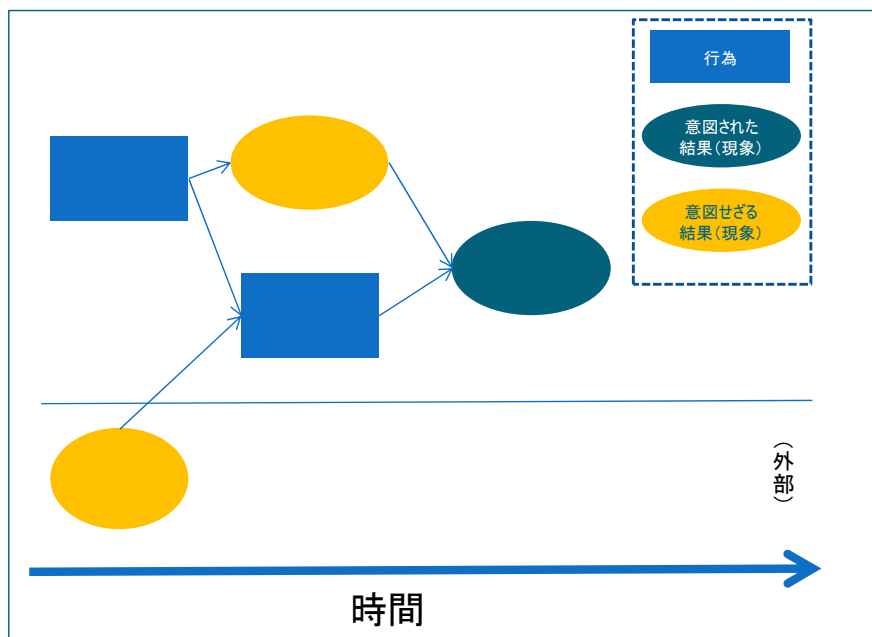 行為
意図された
結果（現象）
意図せざる
結果（現象）
（外部）
時間